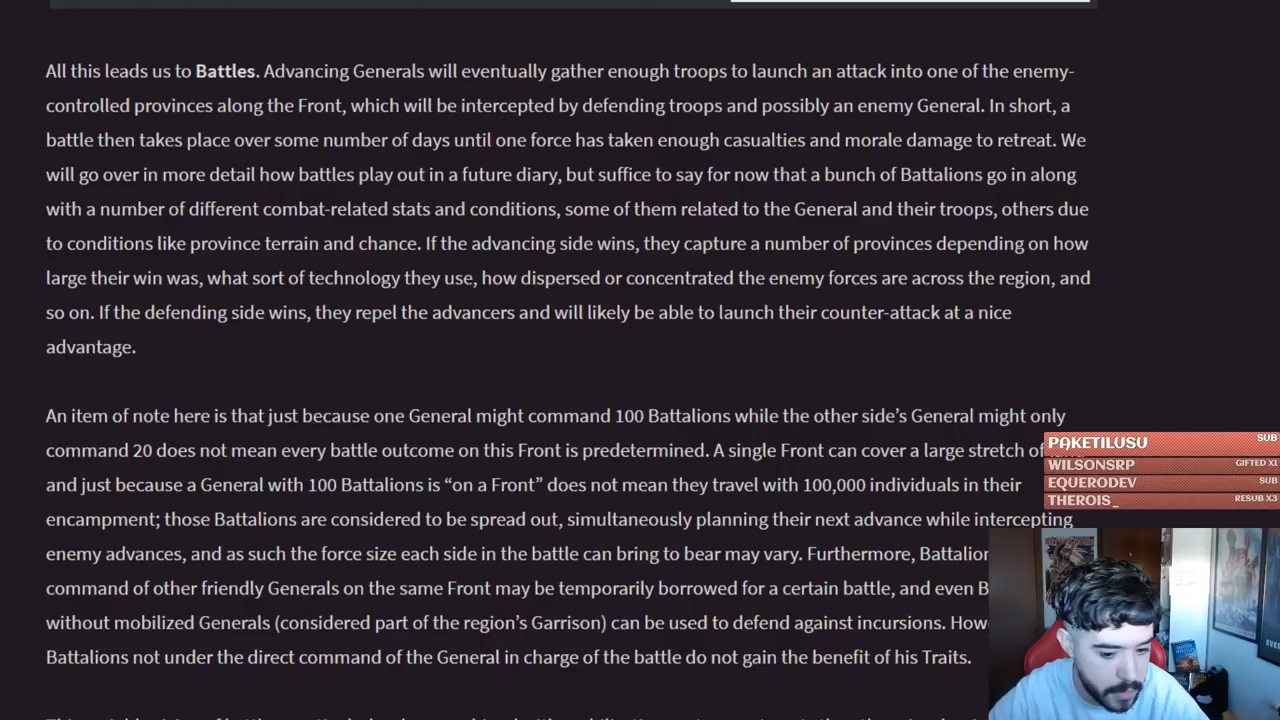 All this leads us to Battles. Advancing Generals will eventually gather enough troops to launch an attack into one of the enemy-
controlled provinces along the Front, which will be intercepted by defending troops and possibly an enemy General. In short, a
battle then takes place over some number of days until one force has taken enough casualties and morale damage to retreat. We
will go over in more detail how battles play out in a future diary, but suffice to say for now that a bunch of Battalions go in along
with a number of different combat-related stats and conditions, some of them related to the General and their troops, others due
to conditions like province terrain and chance. If the advancing side wins, they capture a number of provinces depending on how
large their win was, what sort of technology they use, how dispersed or concentrated the enemy forces are across the region, and
so on. If the defending side wins, they repel the advancers and will likely be able to launch their counter-attack at a nice
advantage.
An item of note here is that just because one General might command 100 Battalions while the other side's General might only
command 20 does not mean every battle outcome on this Front is predetermined. A single Front can cover a large stretch of
and just because a General with 100 Battalions is “on a Front” does not mean they travel with 100,000 individuals in their
encampment; those Battalions are considered to be spread out, simultaneously planning their next advance while intercepting
enemy advances, and as such the force size each side in the battle can bring to bear may vary. Furthermore,
command of other friendly Generals on the same Front may be temporarily borrowed for a certain battle, and even
without mobilized Generals (considered part of the region's Garrison) can be used to defend against incursions.
Battalions not under the direct command of the General in charge of the battle do not gain the benefit of his Traits.
PAKETILUSU SUB
WILSONSRP GIFTED X1
EQUERODEV SUB
THEROIS_ RESUB X3